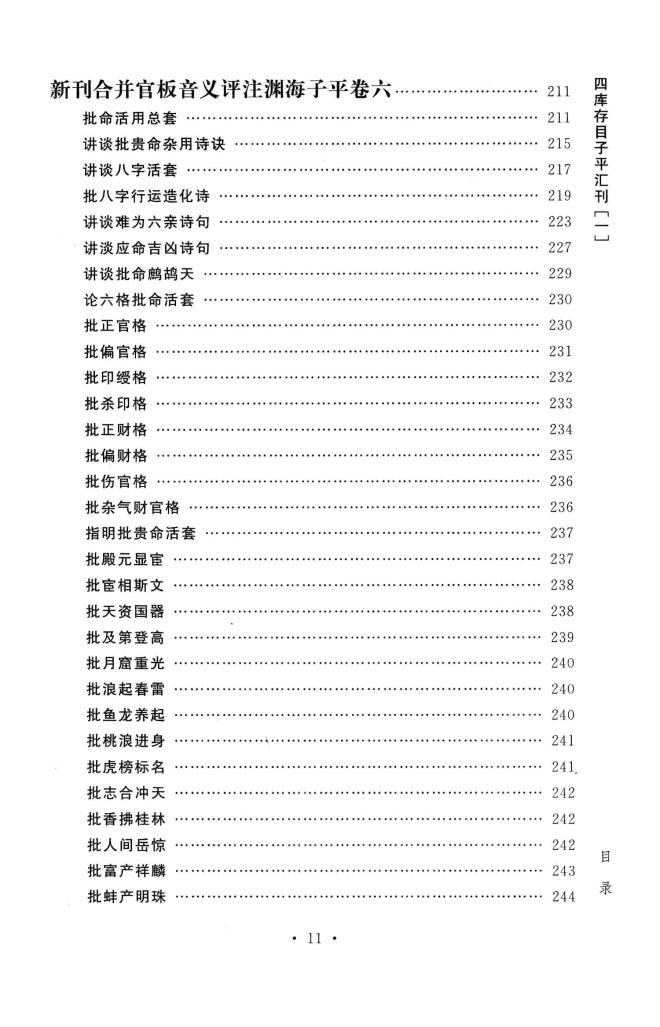 新刊合并官板音义评注渊海子平卷六 …………………… 211
批命活用总套 …………………… 211
讲谈批贵命杂用诗诀 …………………… 215
讲谈八字活套 …………………… 217
批八字行运造化诗 …………………… 219
讲谈难为六亲诗句 …………………… 223
讲淡应命吉凶诗句 …………………… 227
讲谈批命鹧鸪天 …………………… 229
论六格批命活套 …………………… 230
批正官格 …………………… 230
批偏官格 …………………… 231
批印绶格 …………………… 232
批杀印格 …………………… 233
批正财格 …………………… 234
批偏财格 …………………… 235
批伤官格 …………………… 236
批杂气财官格 …………………… 236
指明批贵命活套 …………………… 237
批殿元显宦 …………………… 237
批宦相斯文 …………………… 238
批天资国器 …………………… 238
批及第登高 …………………… 239
批月窟重光 …………………… 240
批浪起春雷 …………………… 240
批鱼龙养起 …………………… 240
批桃浪进身 …………………… 241
批虎榜标名 …………………… 241
批志合冲天 …………………… 242
批香拂桂林 …………………… 242
批人间岳惊 …………………… 242
批富产祥麟 …………………… 243
批蚌产明珠 …………………… 244
四库存目子平汇刊［一］
目录
· 11 ·